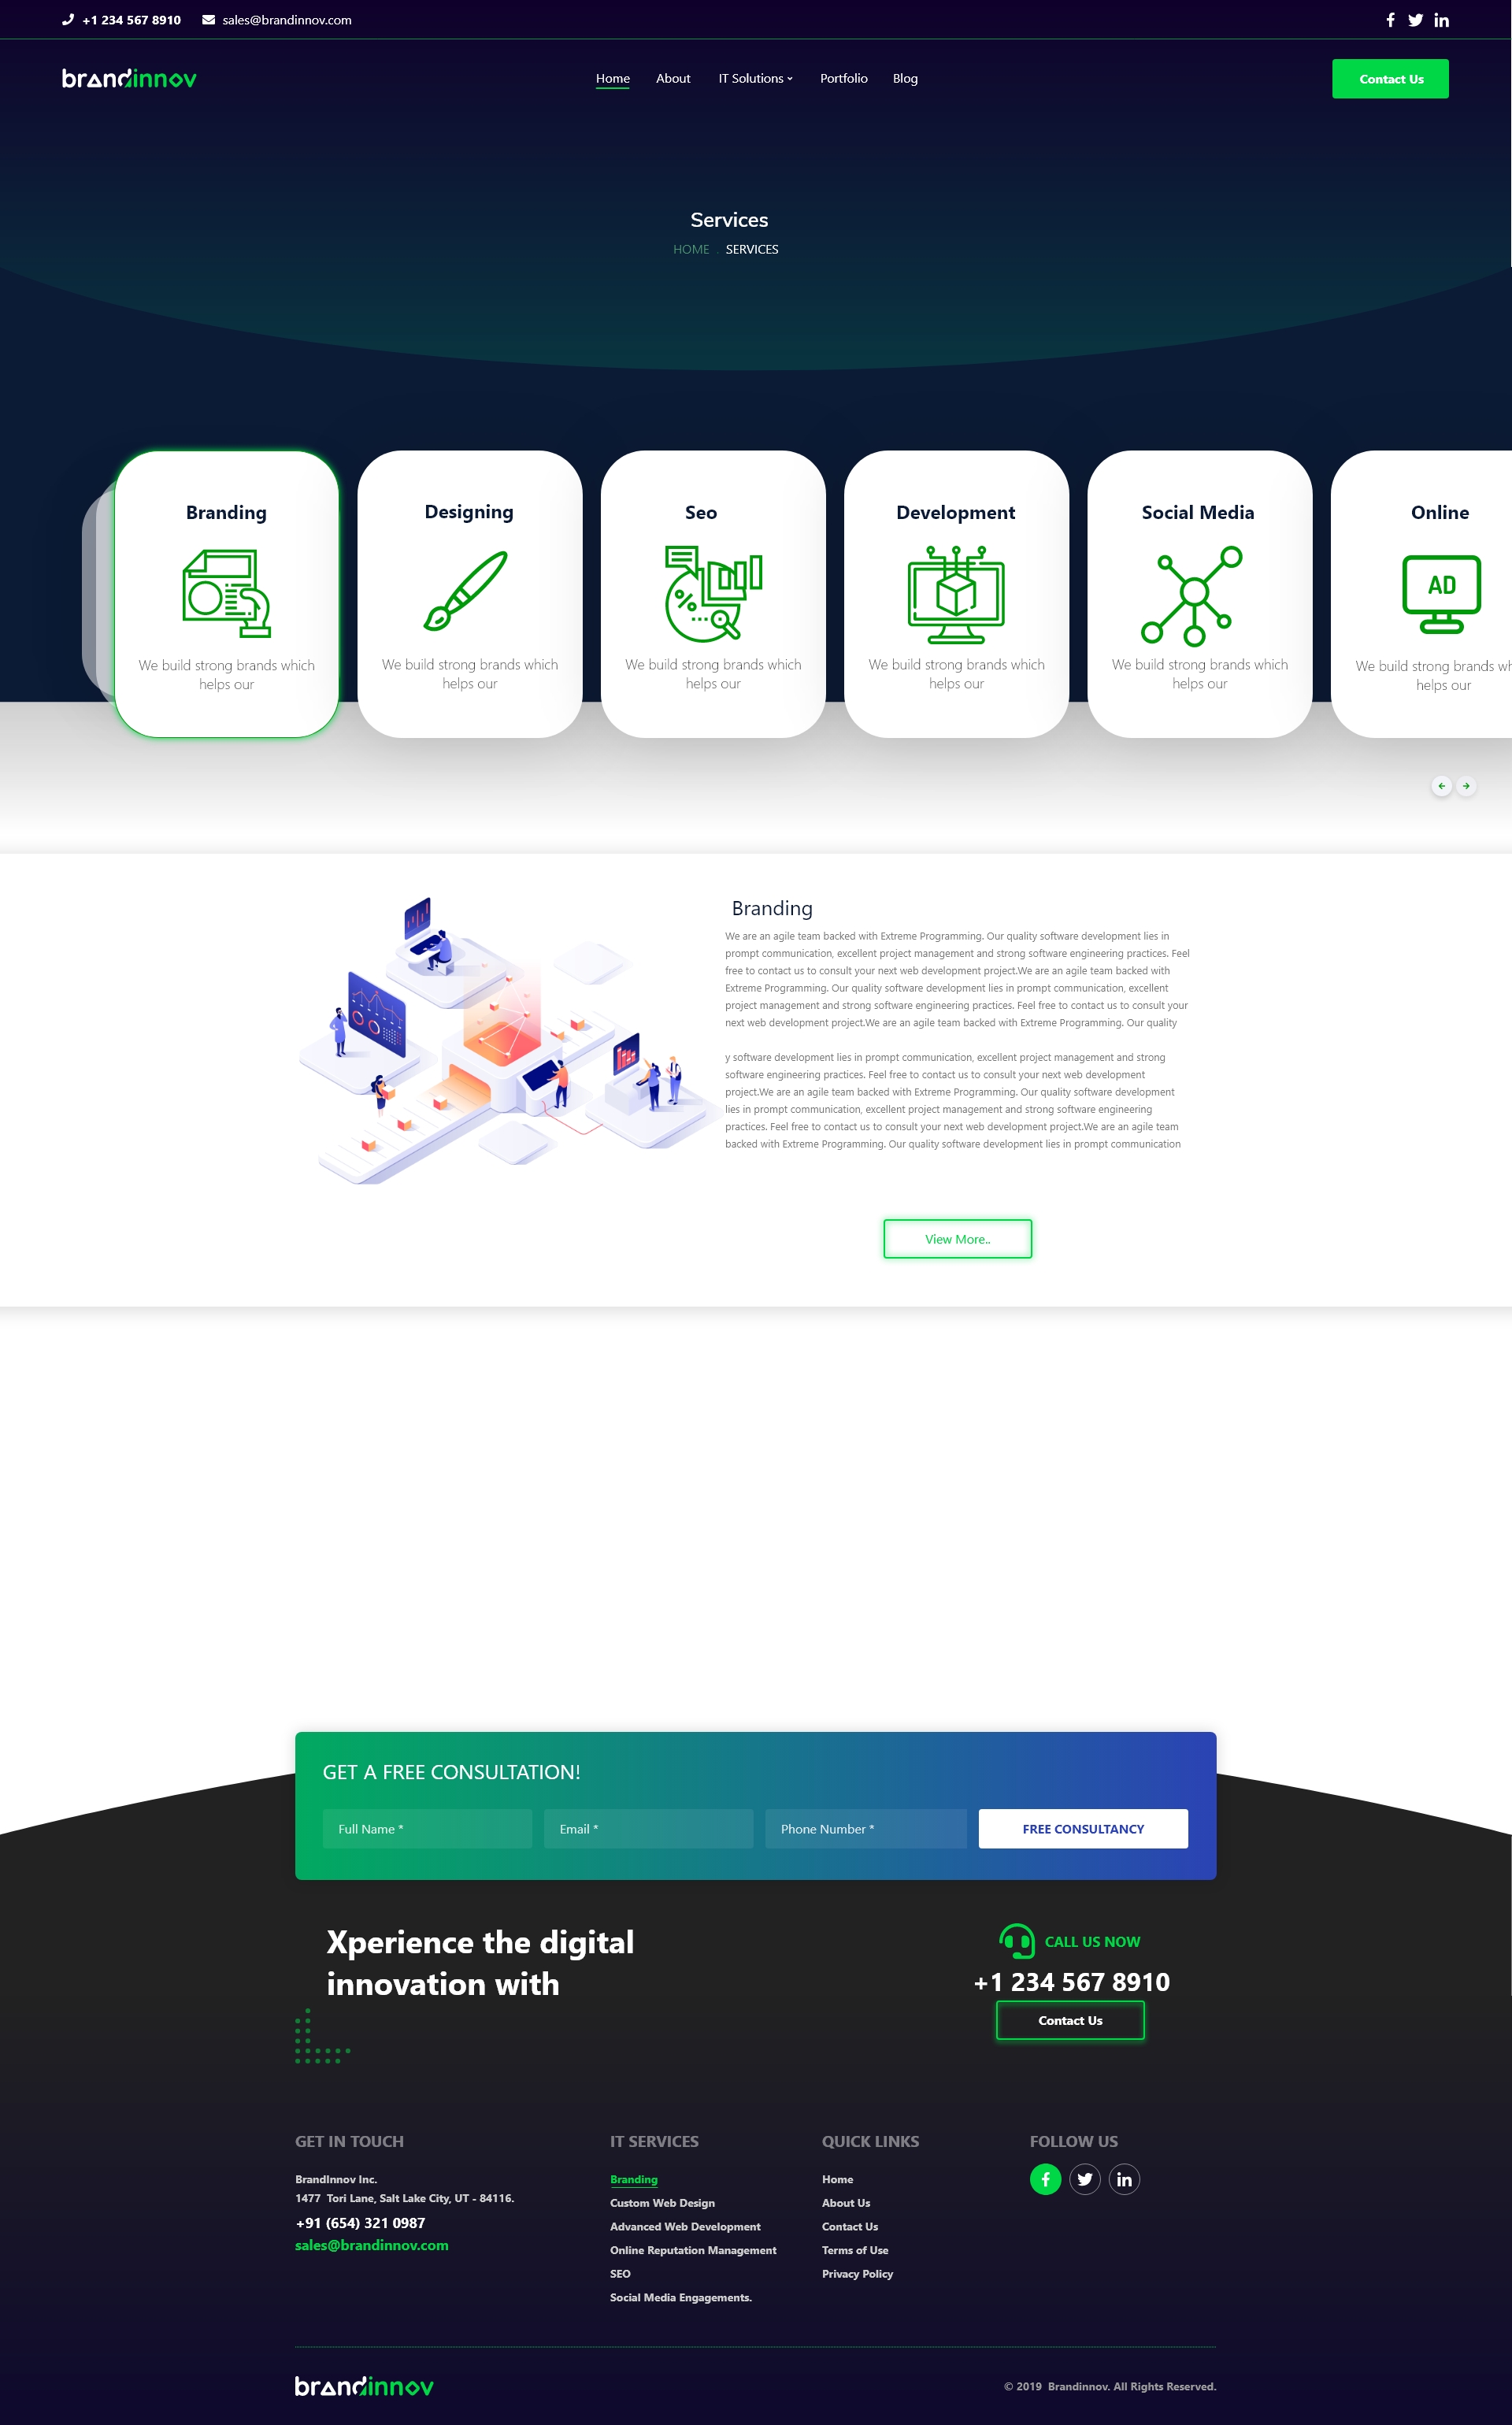 +1 234 567 8910 sales@brandinnov.com
brandinnov Home About IT Solutions Portfolio Blog Contact Us
Services
HOME . SERVICES
Branding
We build strong brands which
helps our
Designing
We build strong brands which
helps our
Seo
We build strong brands which
helps our
Development
We build strong brands which
helps our
Social Media
We build strong brands which
helps our
Online
AD
We build strong brands wh
helps our
Branding
We are an agile team backed with Extreme Programming. Our quality software development lies in
prompt communication, excellent project management and strong software engineering practices. Feel
free to contact us to consult your next web development project.We are an agile team backed with
Extreme Programming. Our quality software development lies in prompt communication, excellent
project management and strong software engineering practices. Feel free to contact us to consult your
next web development project.We are an agile team backed with Extreme Programming. Our quality
y software development lies in prompt communication, excellent project management and strong
software engineering practices. Feel free to contact us to consult your next web development
project.We are an agile team backed with Extreme Programming. Our quality software development
lies in prompt communication, excellent project management and strong software engineering
practices. Feel free to contact us to consult your next web development project.We are an agile team
backed with Extreme Programming. Our quality software development lies in prompt communication
View More..
GET A FREE CONSULTATION!
Full Name * Email * Phone Number * FREE CONSULTANCY
Xperience the digital
innovation with
CALL US NOW
+1 234 567 8910
Contact Us
GET IN TOUCH
BrandInnov Inc.
1477 Tori Lane, Salt Lake City, UT - 84116.
+91 (654) 321 0987
sales@brandinnov.com
IT SERVICES
Branding
Custom Web Design
Advanced Web Development
Online Reputation Management
SEO
Social Media Engagements.
QUICK LINKS
Home
About Us
Contact Us
Terms of Use
Privacy Policy
FOLLOW US
brandinnov
© 2019 Brandinnov. All Rights Reserved.